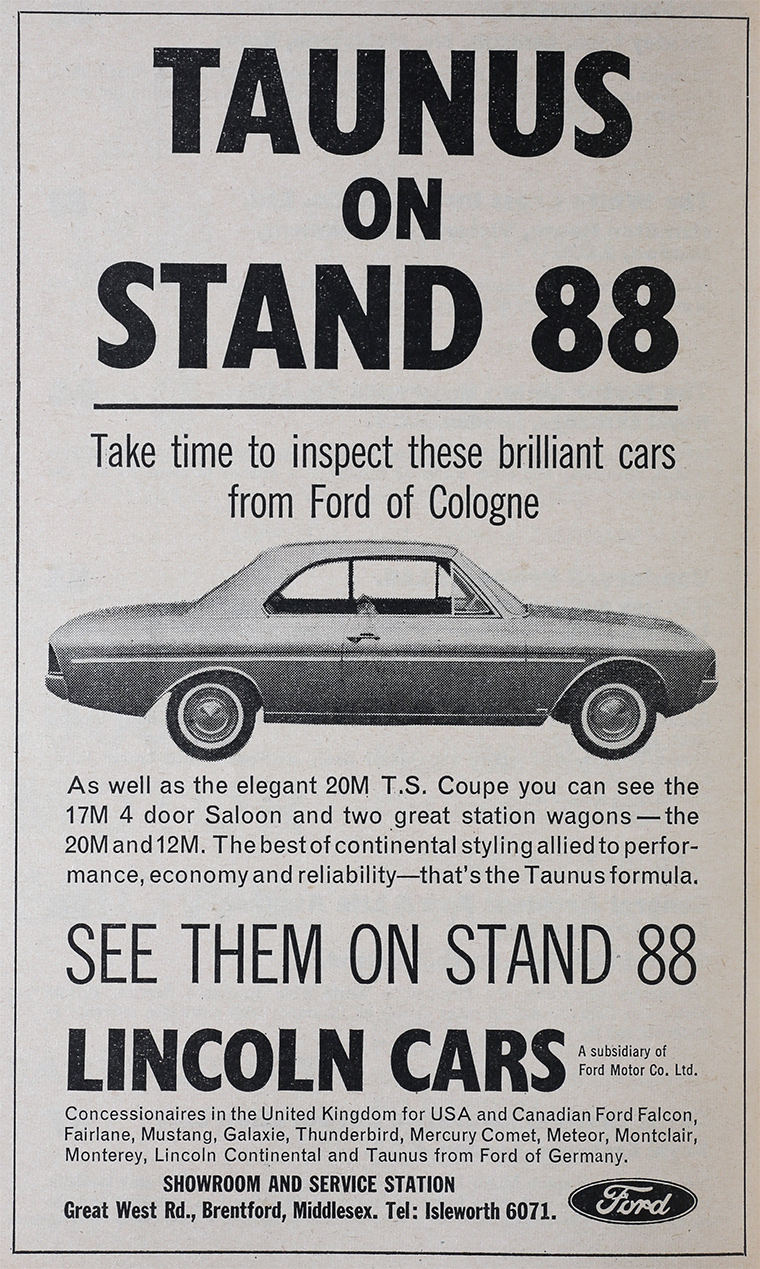 TAUNUS
ON
STAND 88
Take time to inspect these brilliant cars
from Ford of Cologne
As well as the elegant 20M T.S. Coupe you can see the
17M 4 door Saloon and two great station wagons — the
20M and 12M. The best of continental styling allied to perfor-
mance, economy and reliability—that's the Taunus formula.
SEE THEM ON STAND 88
LINCOLN CARS
A subsidiary of
Ford Motor Co. Ltd.
Concessionaires in the United Kingdom for USA and Canadian Ford Falcon,
Fairlane, Mustang, Galaxie, Thunderbird, Mercury Comet, Meteor, Montclair,
Monterey, Lincoln Continental and Taunus from Ford of Germany.
SHOWROOM AND SERVICE STATION
Great West Rd., Brentford, Middlesex. Tel: Isleworth 6071.
Ford